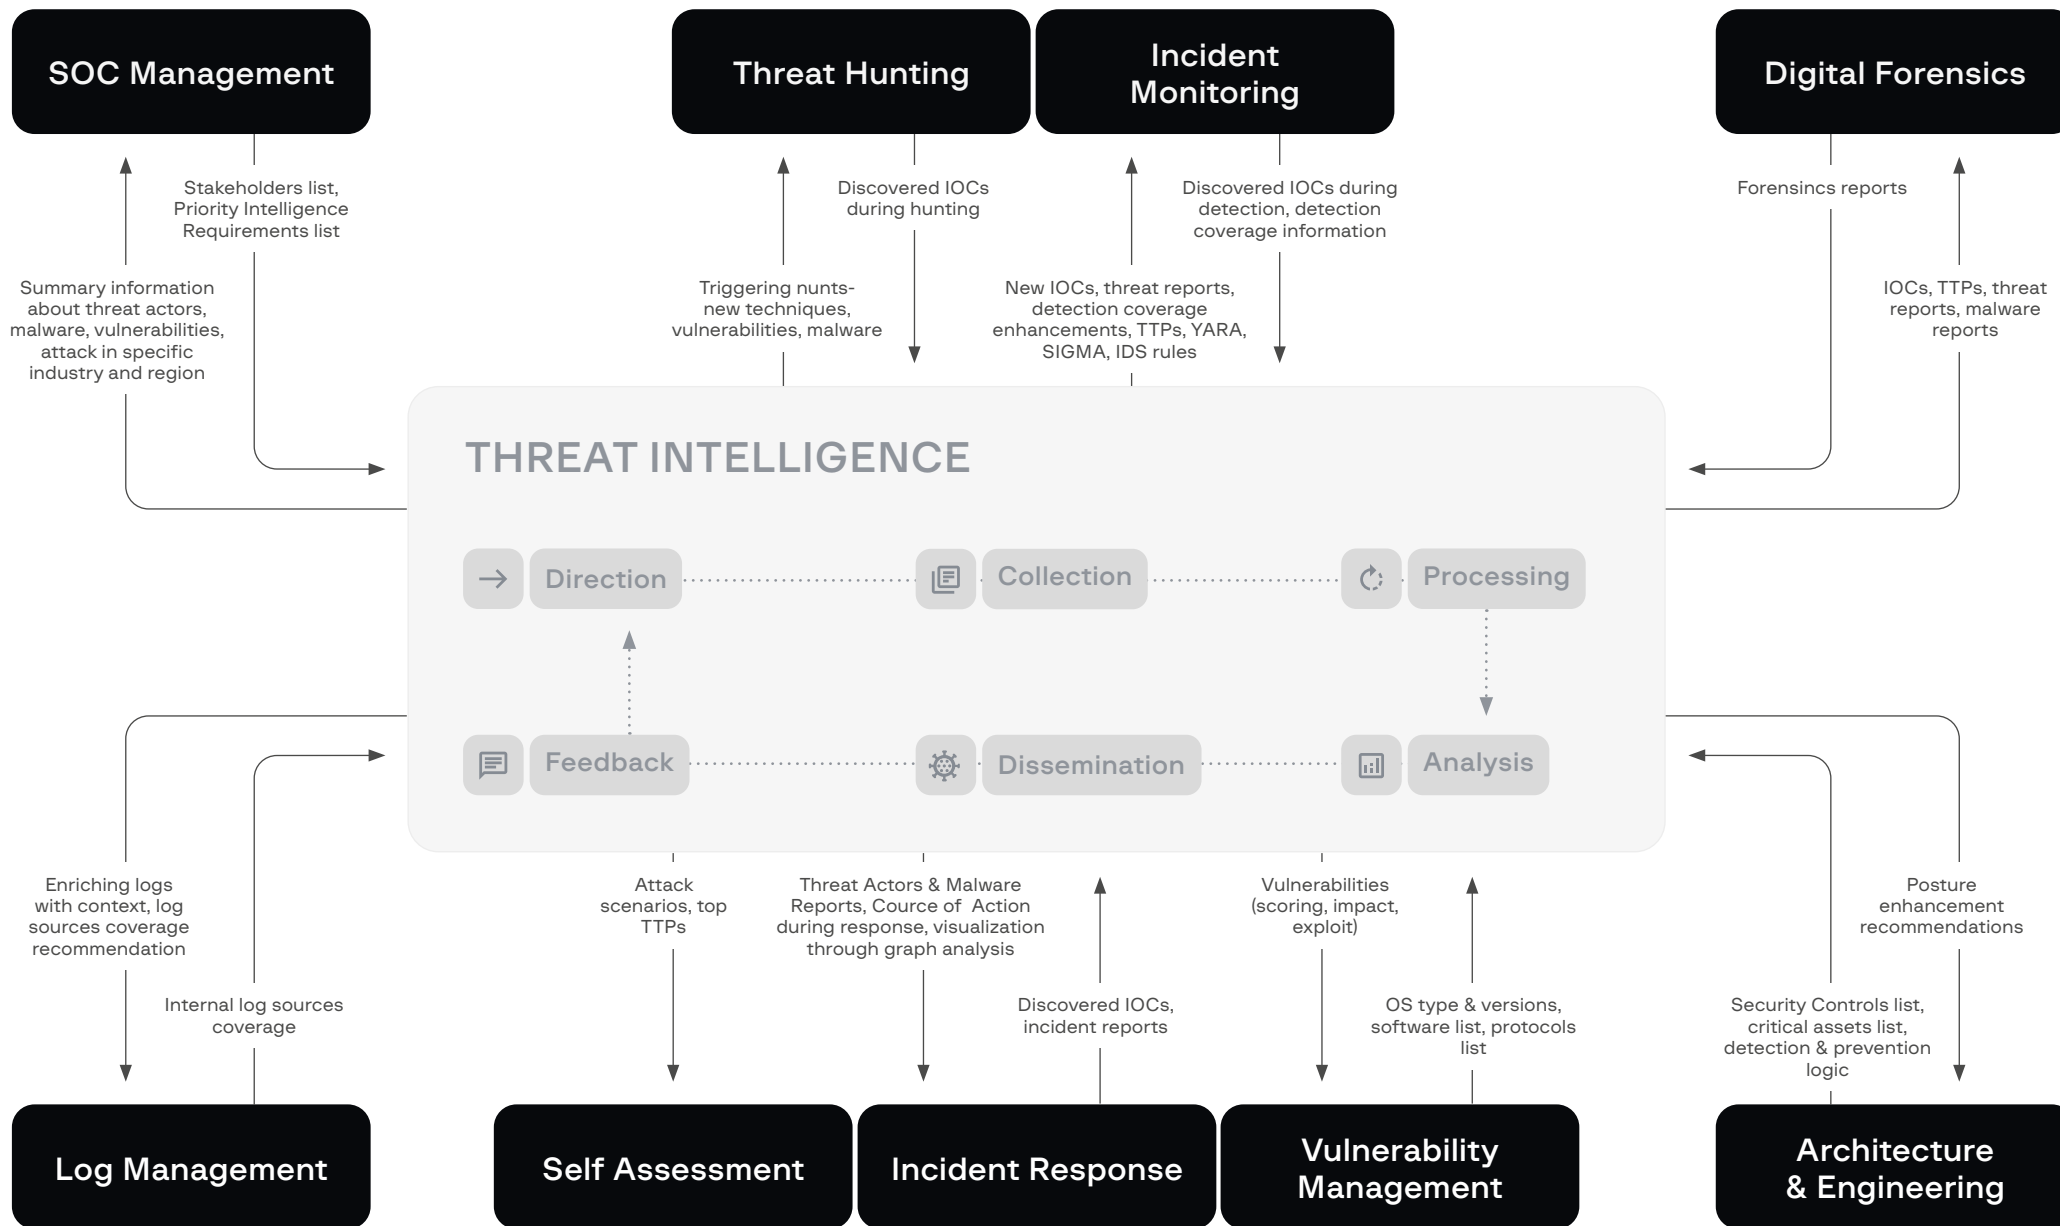 SOC Management
Threat Hunting
Incident
Monitoring
Digital Forensics
Stakeholders list,
Priority Intelligence
Requirements list
Summary information
about threat actors,
malware, vulnerabilities,
attack in specific
industry and region
Discovered IOCs
during hunting
Triggering nunts-
new techniques,
vulnerabilities, malware
Discovered IOCs during
detection, detection
coverage information
New IOCs, threat reports,
detection coverage
enhancements, TTPs, YARA,
SIGMA, IDS rules
Forensincs reports
IOCs, TTPs, threat
reports, malware
reports
THREAT INTELLIGENCE
Direction
Collection
Processing
Feedback
Dissemination
Analysis
Enriching logs
with context, log
sources coverage
recommendation
Internal log sources
coverage
Attack
scenarios, top
TTPs
Threat Actors & Malware
Reports, Cource of  Action
during response, visualization
through graph analysis
Discovered IOCs,
incident reports
Vulnerabilities
(scoring, impact,
exploit)
OS type & versions,
software list, protocols
list
Security Controls list,
critical assets list,
detection & prevention
logic
Posture
enhancement
recommendations
Log Management
Self Assessment
Incident Response
Vulnerability
Management
Architecture
& Engineering